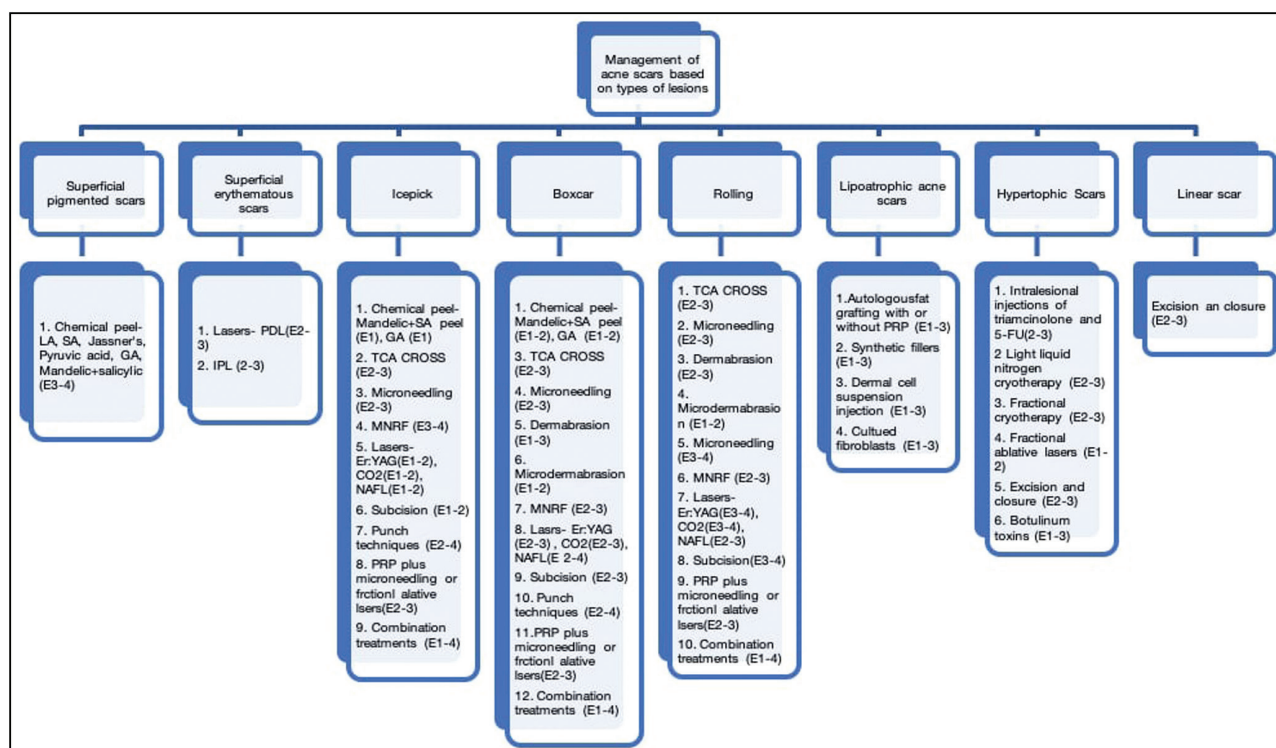 Management of
acne scars based
on types of lesions
Superficial
pigmented scars
Superficial
erythematous
scars
Icepick
Boxcar
Rolling
Lipoatrophic acne
scars
Hypertophic Scars
Linear scar
1. Chemical peel-
LA, SA, Jassner's,
Pyruvic acid, GA,
Mandelic+salicylic
(E3-4)
1. Lasers- PDL(E2-
3)
2. IPL (2-3)
1. Chemical peel-
Mandelic+SA peel
(E1), GA (E1)
2. TCA CROSS
(E2-3)
3. Microneedling
(E2-3)
4. MNRF (E3-4)
5. Lasers-
Er:YAG(E1-2),
CO2(E1-2),
NAFL(E1-2)
6. Subcision (E1-2)
7. Punch
techniques (E2-4)
8. PRP plus
microneedling or
frctionl alative
lsers(E2-3)
9. Combination
treatments (E1-4)
1. Chemical peel-
Mandelic+SA peel
(E1-2), GA (E1-2)
3. TCA CROSS
(E2-3)
4. Microneedling
(E2-3)
5. Dermabrasion
(E1-3)
6.
Microdermabrasion
(E1-2)
7. MNRF (E2-3)
8. Lasrs- Er:YAG
(E2-3) , CO2(E2-3),
NAFL(E 2-4)
9. Subcision (E2-3)
10. Punch
techniques (E2-4)
11.PRP plus
microneedling or
frctionl alative
lsers(E2-3)
12. Combination
treatments (E1-4)
1. TCA CROSS
(E2-3)
2. Microneedling
(E2-3)
3. Dermabrasion
(E2-3)
4.
Microdermabrasio
n (E1-2)
5. Microneedling
(E3-4)
6. MNRF (E2-3)
7. Lasers-
Er:YAG(E3-4),
CO2(E3-4),
NAFL(E2-3)
8. Subcision(E3-4)
9. PRP plus
microneedling or
frctionl alative
lsers(E2-3)
10. Combination
treatments (E1-4)
1.Autologousfat
grafting with or
without PRP (E1-3)
2. Synthetic fillers
(E1-3)
3. Dermal cell
suspension
injection (E1-3)
4. Cultued
fibroblasts (E1-3)
1. Intralesional
injections of
triamcinolone and
5-FU(2-3)
2 Light liquid
nitrogen
cryotherapy (E2-3)
3. Fractional
cryotherapy (E2-3)
4. Fractional
ablative lasers (E1-
2)
5. Excision and
closure (E2-3)
6. Botulinum
toxins (E1-3)
Excision an closure
(E2-3)